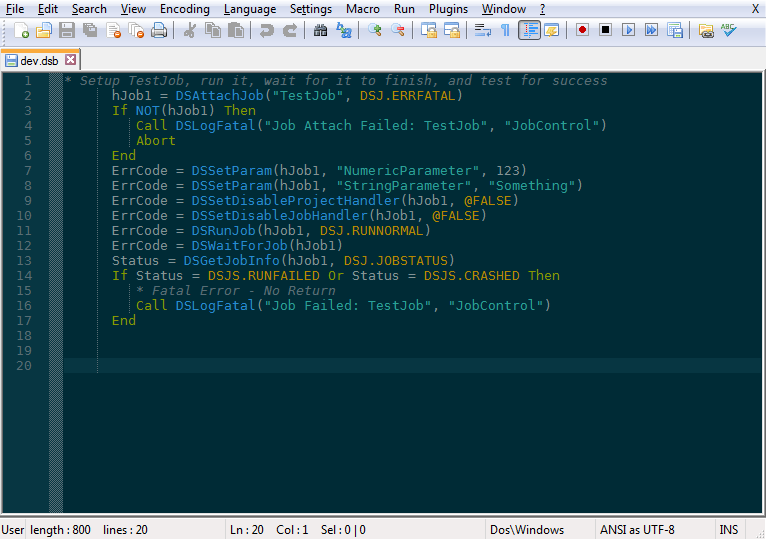 File Edit Search View Encoding Language Settings Macro Run Plugins Window ? X
dev.dsb
1 * Setup TestJob, run it, wait for it to finish, and test for success
2 hJob1 = DSAttachJob("TestJob", DSJ.ERRFATAL)
3 If NOT(hJob1) Then
4 Call DSLogFatal("Job Attach Failed: TestJob", "JobControl")
5 Abort
6 End
7 ErrCode = DSSetParam(hJob1, "NumericParameter", 123)
8 ErrCode = DSSetParam(hJob1, "StringParameter", "Something")
9 ErrCode = DSSetDisableProjectHandler(hJob1, @FALSE)
10 ErrCode = DSSetDisableJobHandler(hJob1, @FALSE)
11 ErrCode = DSRunJob(hJob1, DSJ.RUNNORMAL)
12 ErrCode = DSWaitForJob(hJob1)
13 Status = DSGetJobInfo(hJob1, DSJ.JOBSTATUS)
14 If Status = DSJS.RUNFAILED Or Status = DSJS.CRASHED Then
15 * Fatal Error - No Return
16 Call DSLogFatal("Job Failed: TestJob", "JobControl")
17 End
18
19
20
User length : 800 lines : 20 Ln : 20 Col : 1 Sel : 0 | 0 Dos\Windows ANSI as UTF-8 INS